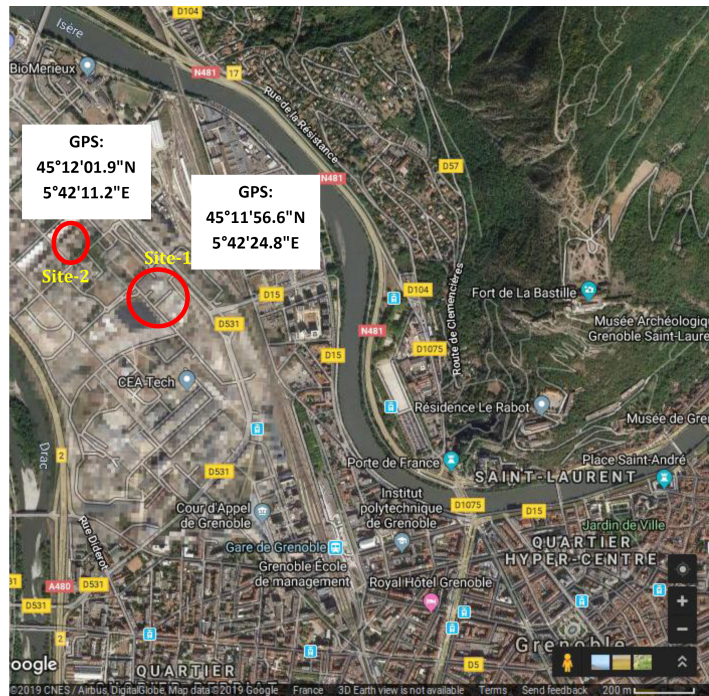 D104
Isère
BioMerieux
N481
17
Rue de la Résistance
D57
GPS:
45°12'01.9"N
5°42'11.2"E
GPS:
45°11'56.6"N
5°42'24.8"E
N481
Site-1
Site-2
D15
D104
Route de Clemencières
Fort de La Bastille
D531
N481
Musée Archéologiqu
Grenoble Saint-Laure
D15
D1075
CEA Tech
Résidence Le Rabot
Musée de Gre
Drac
2
D531
Porte de France
SAINT-LAURENT
Place Saint-André
Cour d'Appel
de Grenoble
Institut
polytechnique
de Grenoble
D1075
D15
Jardin de Ville
Rue Diderot
Gare de Grenoble
QUARTIER
HYPER-CENTRE
Grenoble École
de management
Royal Hôtel Grenoble
A480
D531
D531
2
Grenoble
oogle
QUARTIER
D5
©2019 CNES / Airbus, DigitalGlobe, Map data ©2019 Google
France
3D Earth view is not available
Terms
Send feedback
200 m